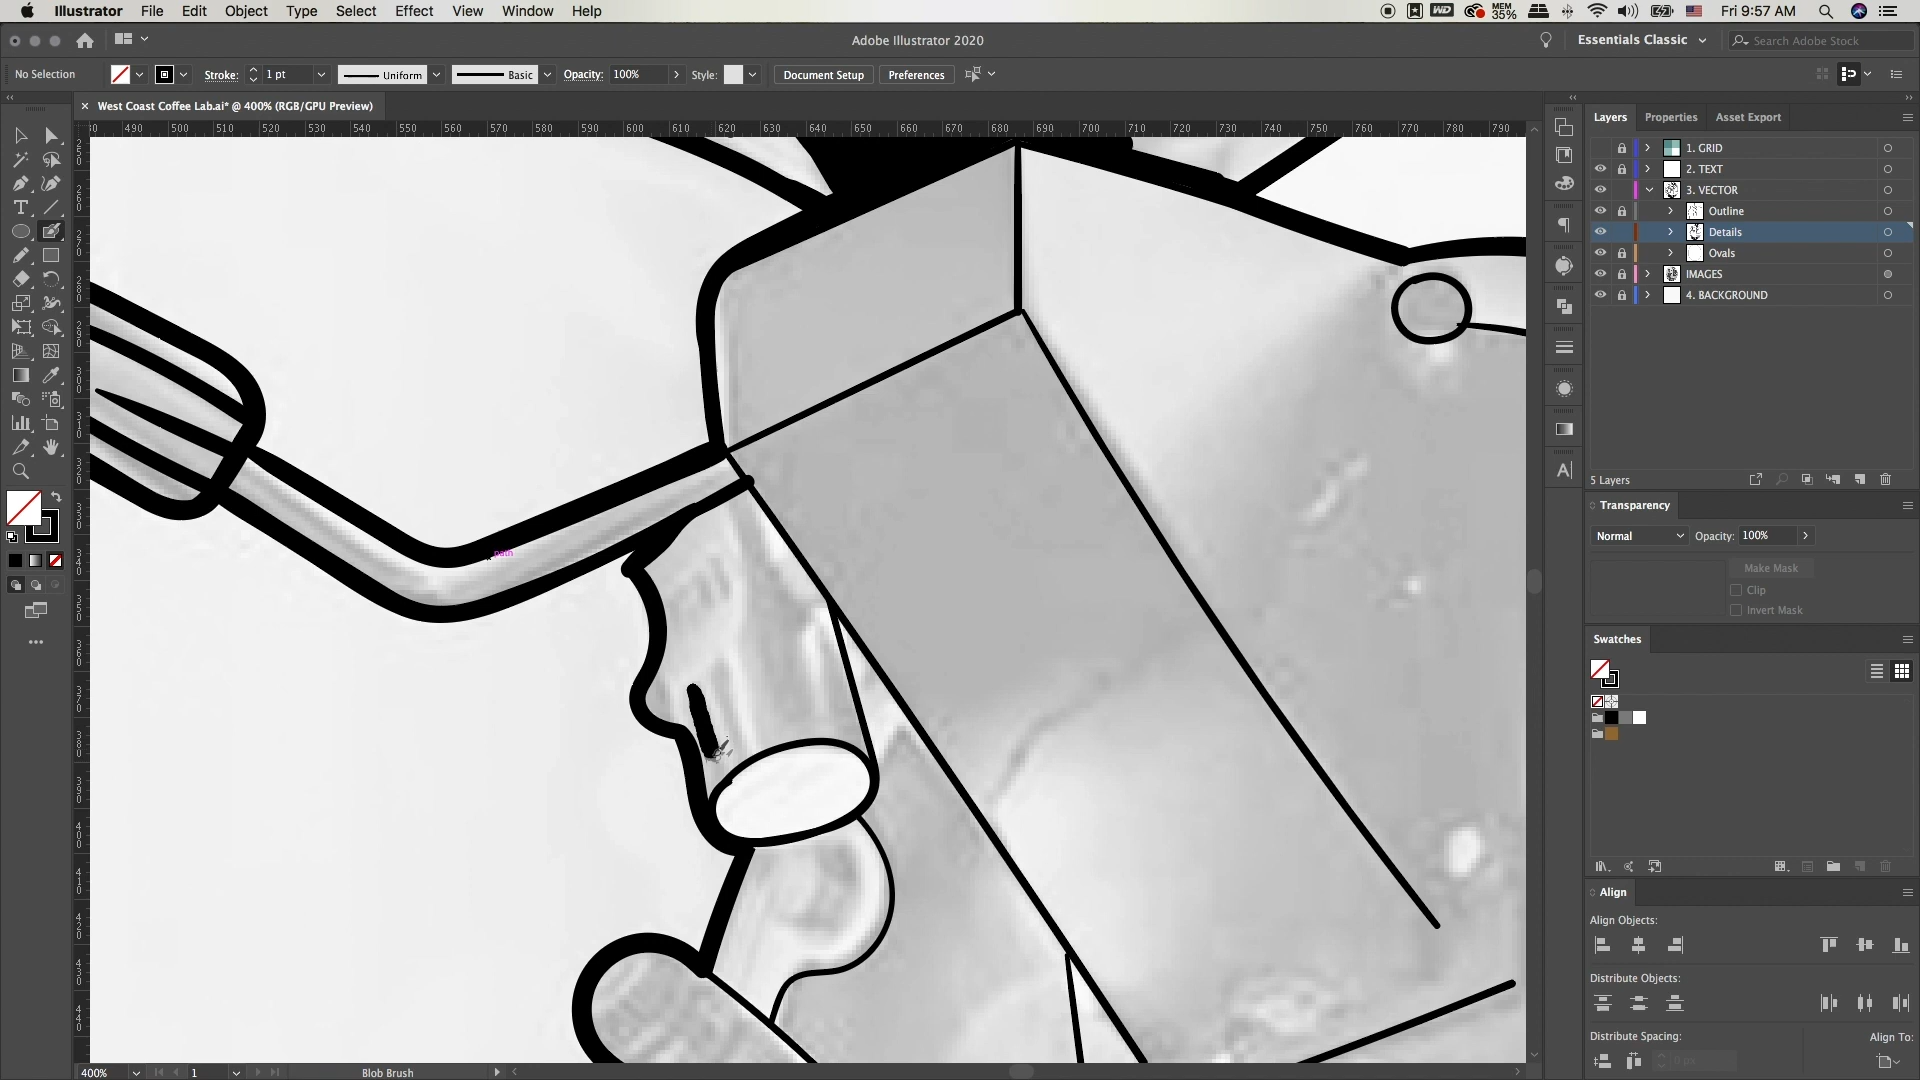 Illustrator File Edit Object Type Select Effect View Window Help
WD
MEM
35%
Fri 9:57 AM
Adobe Illustrator 2020
Essentials Classic
Search Adobe Stock
No Selection
Stroke: 1 pt
Uniform
Basic
Opacity: 100%
Style:
Document Setup
Preferences
× West Coast Coffee Lab.ai* @ 400% (RGB/GPU Preview)
490 500 510 520 530 540 550 560 570 580 590 600 610 620 630 640 650 660 670 680 690 700 710 720 730 740 750 760 770 780 790
Layers Properties Asset Export
1. GRID
2. TEXT
3. VECTOR
Outline
Details
Ovals
IMAGES
4. BACKGROUND
5 Layers
Transparency
Normal
Opacity: 100%
Make Mask
Clip
Invert Mask
Swatches
Align
Align Objects:
Distribute Objects:
Distribute Spacing:
Align To:
0 px
path
400%
1
Blob Brush